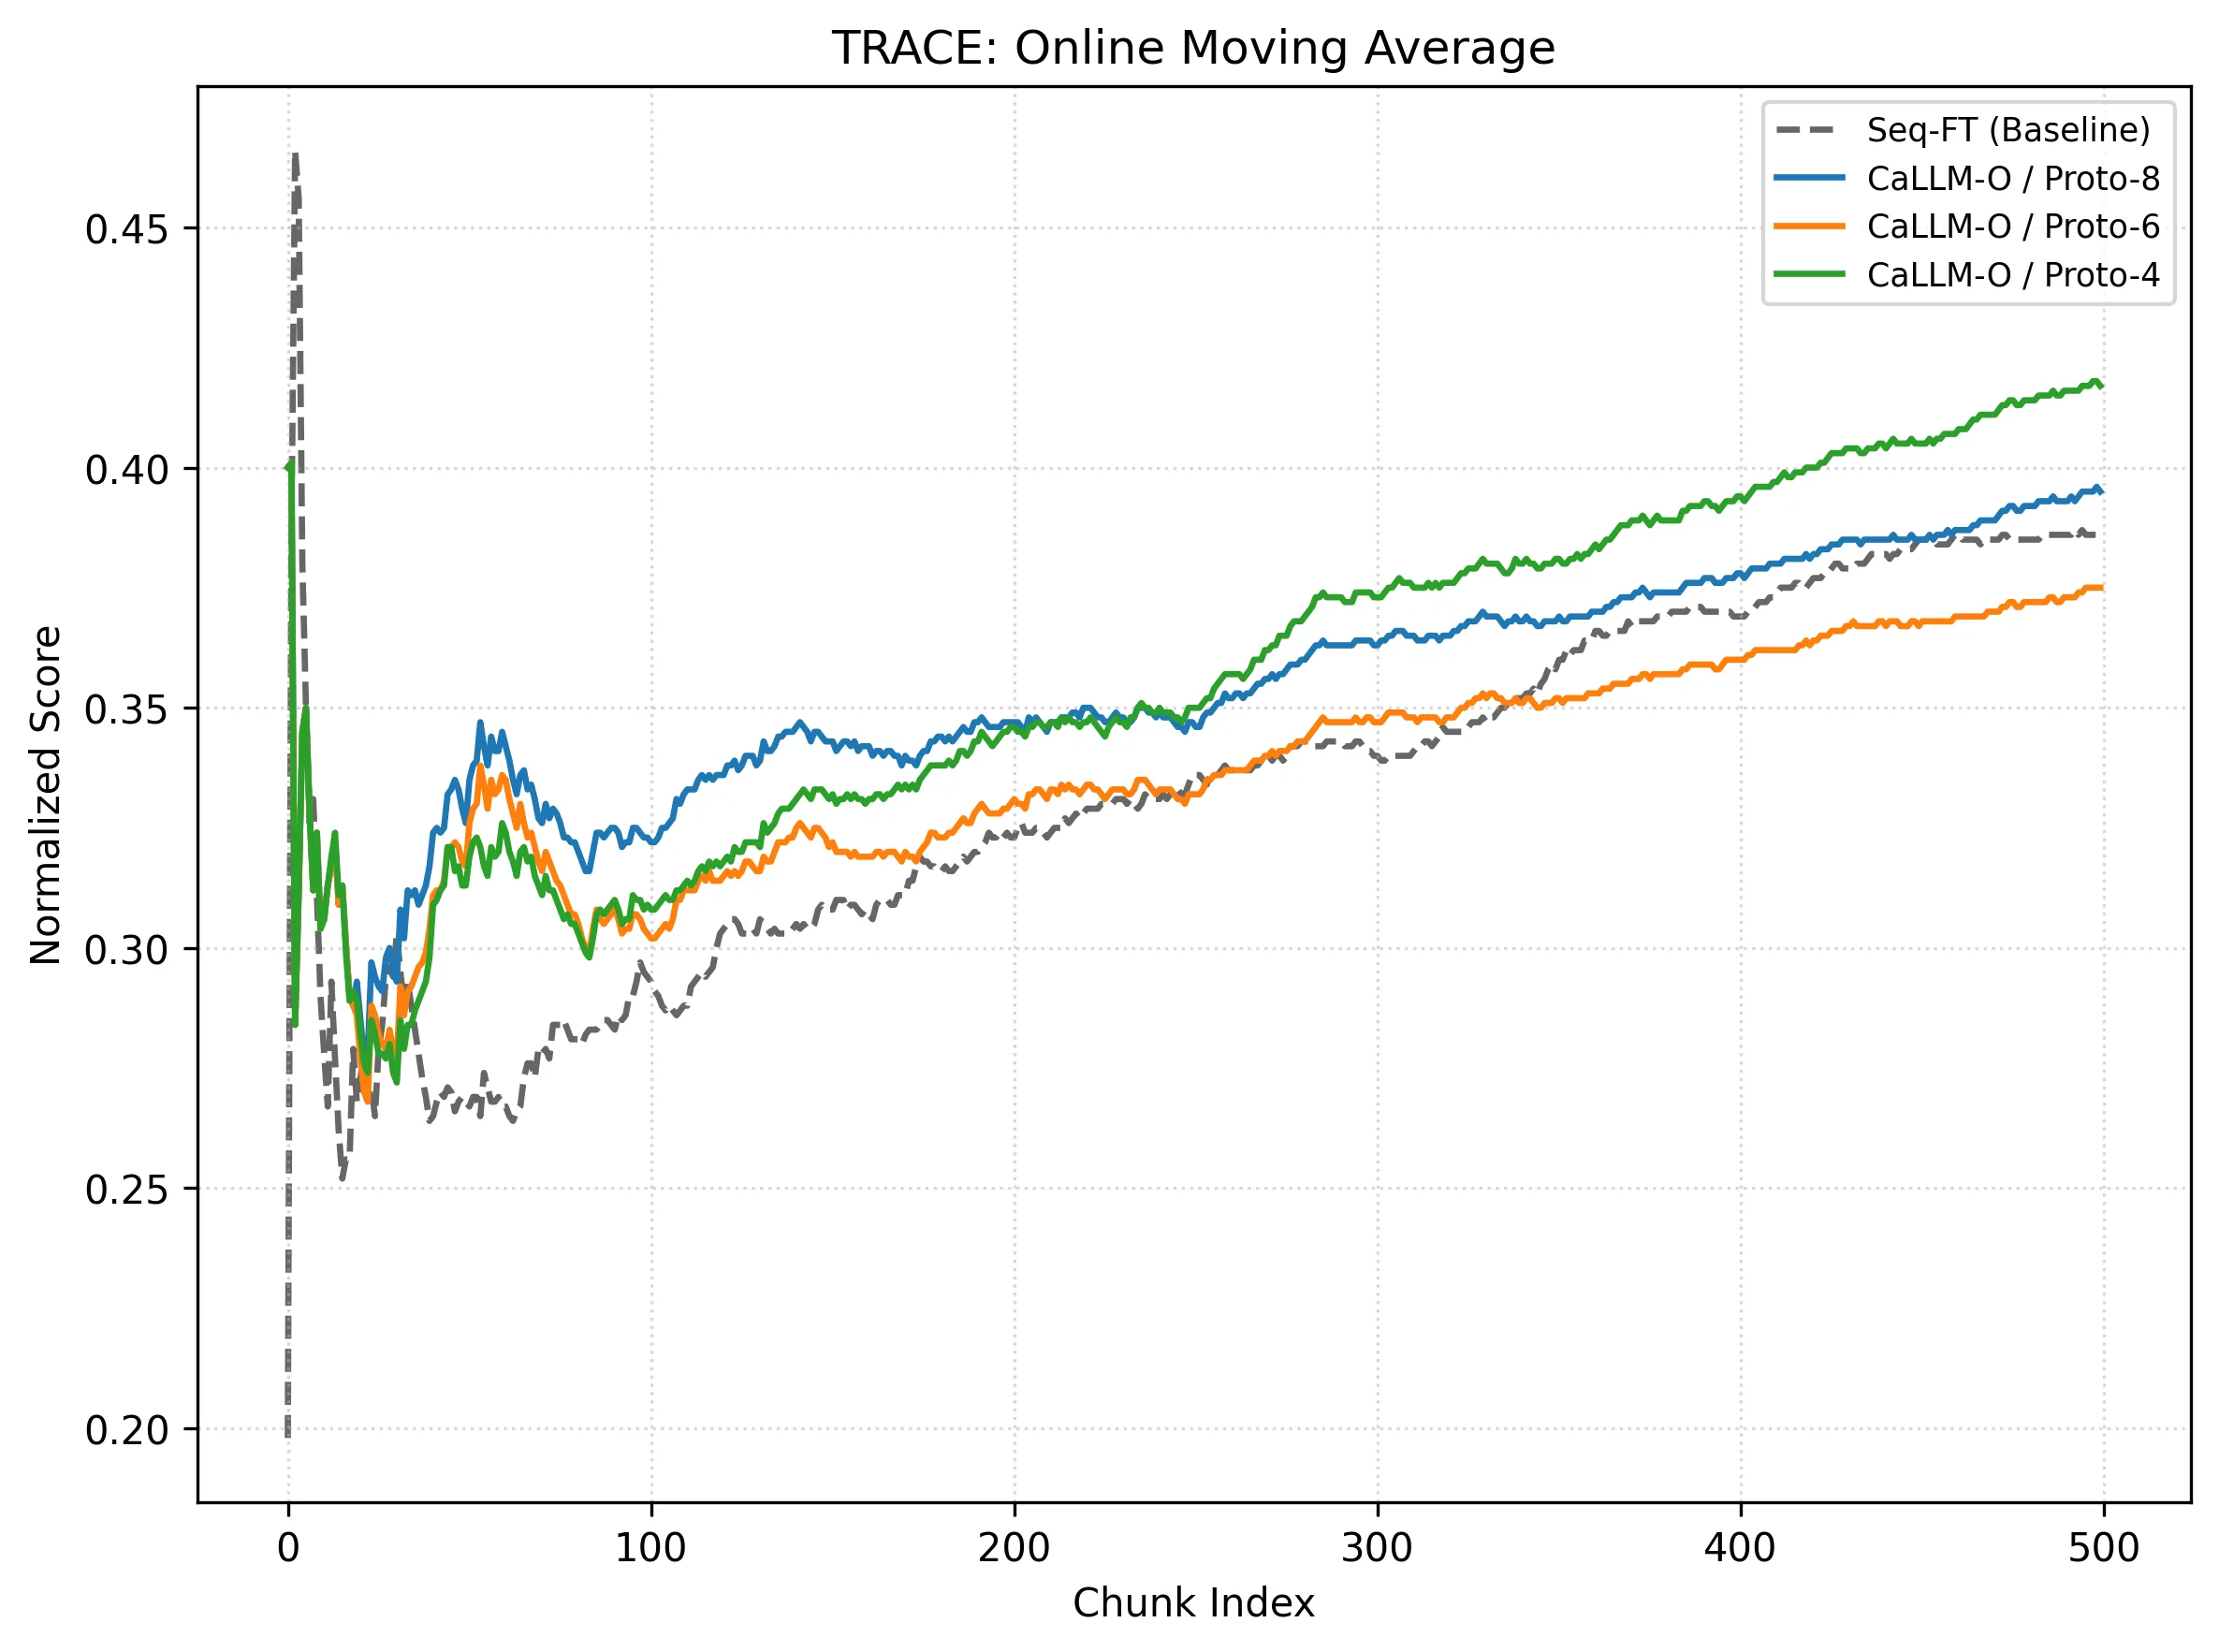 TRACE: Online Moving Average
Seq-FT (Baseline)
CaLLM-O / Proto-8
CaLLM-O / Proto-6
CaLLM-O / Proto-4
Normalized Score
0.45
0.40
0.35
0.30
0.25
0.20
0 100 200 300 400 500
Chunk Index